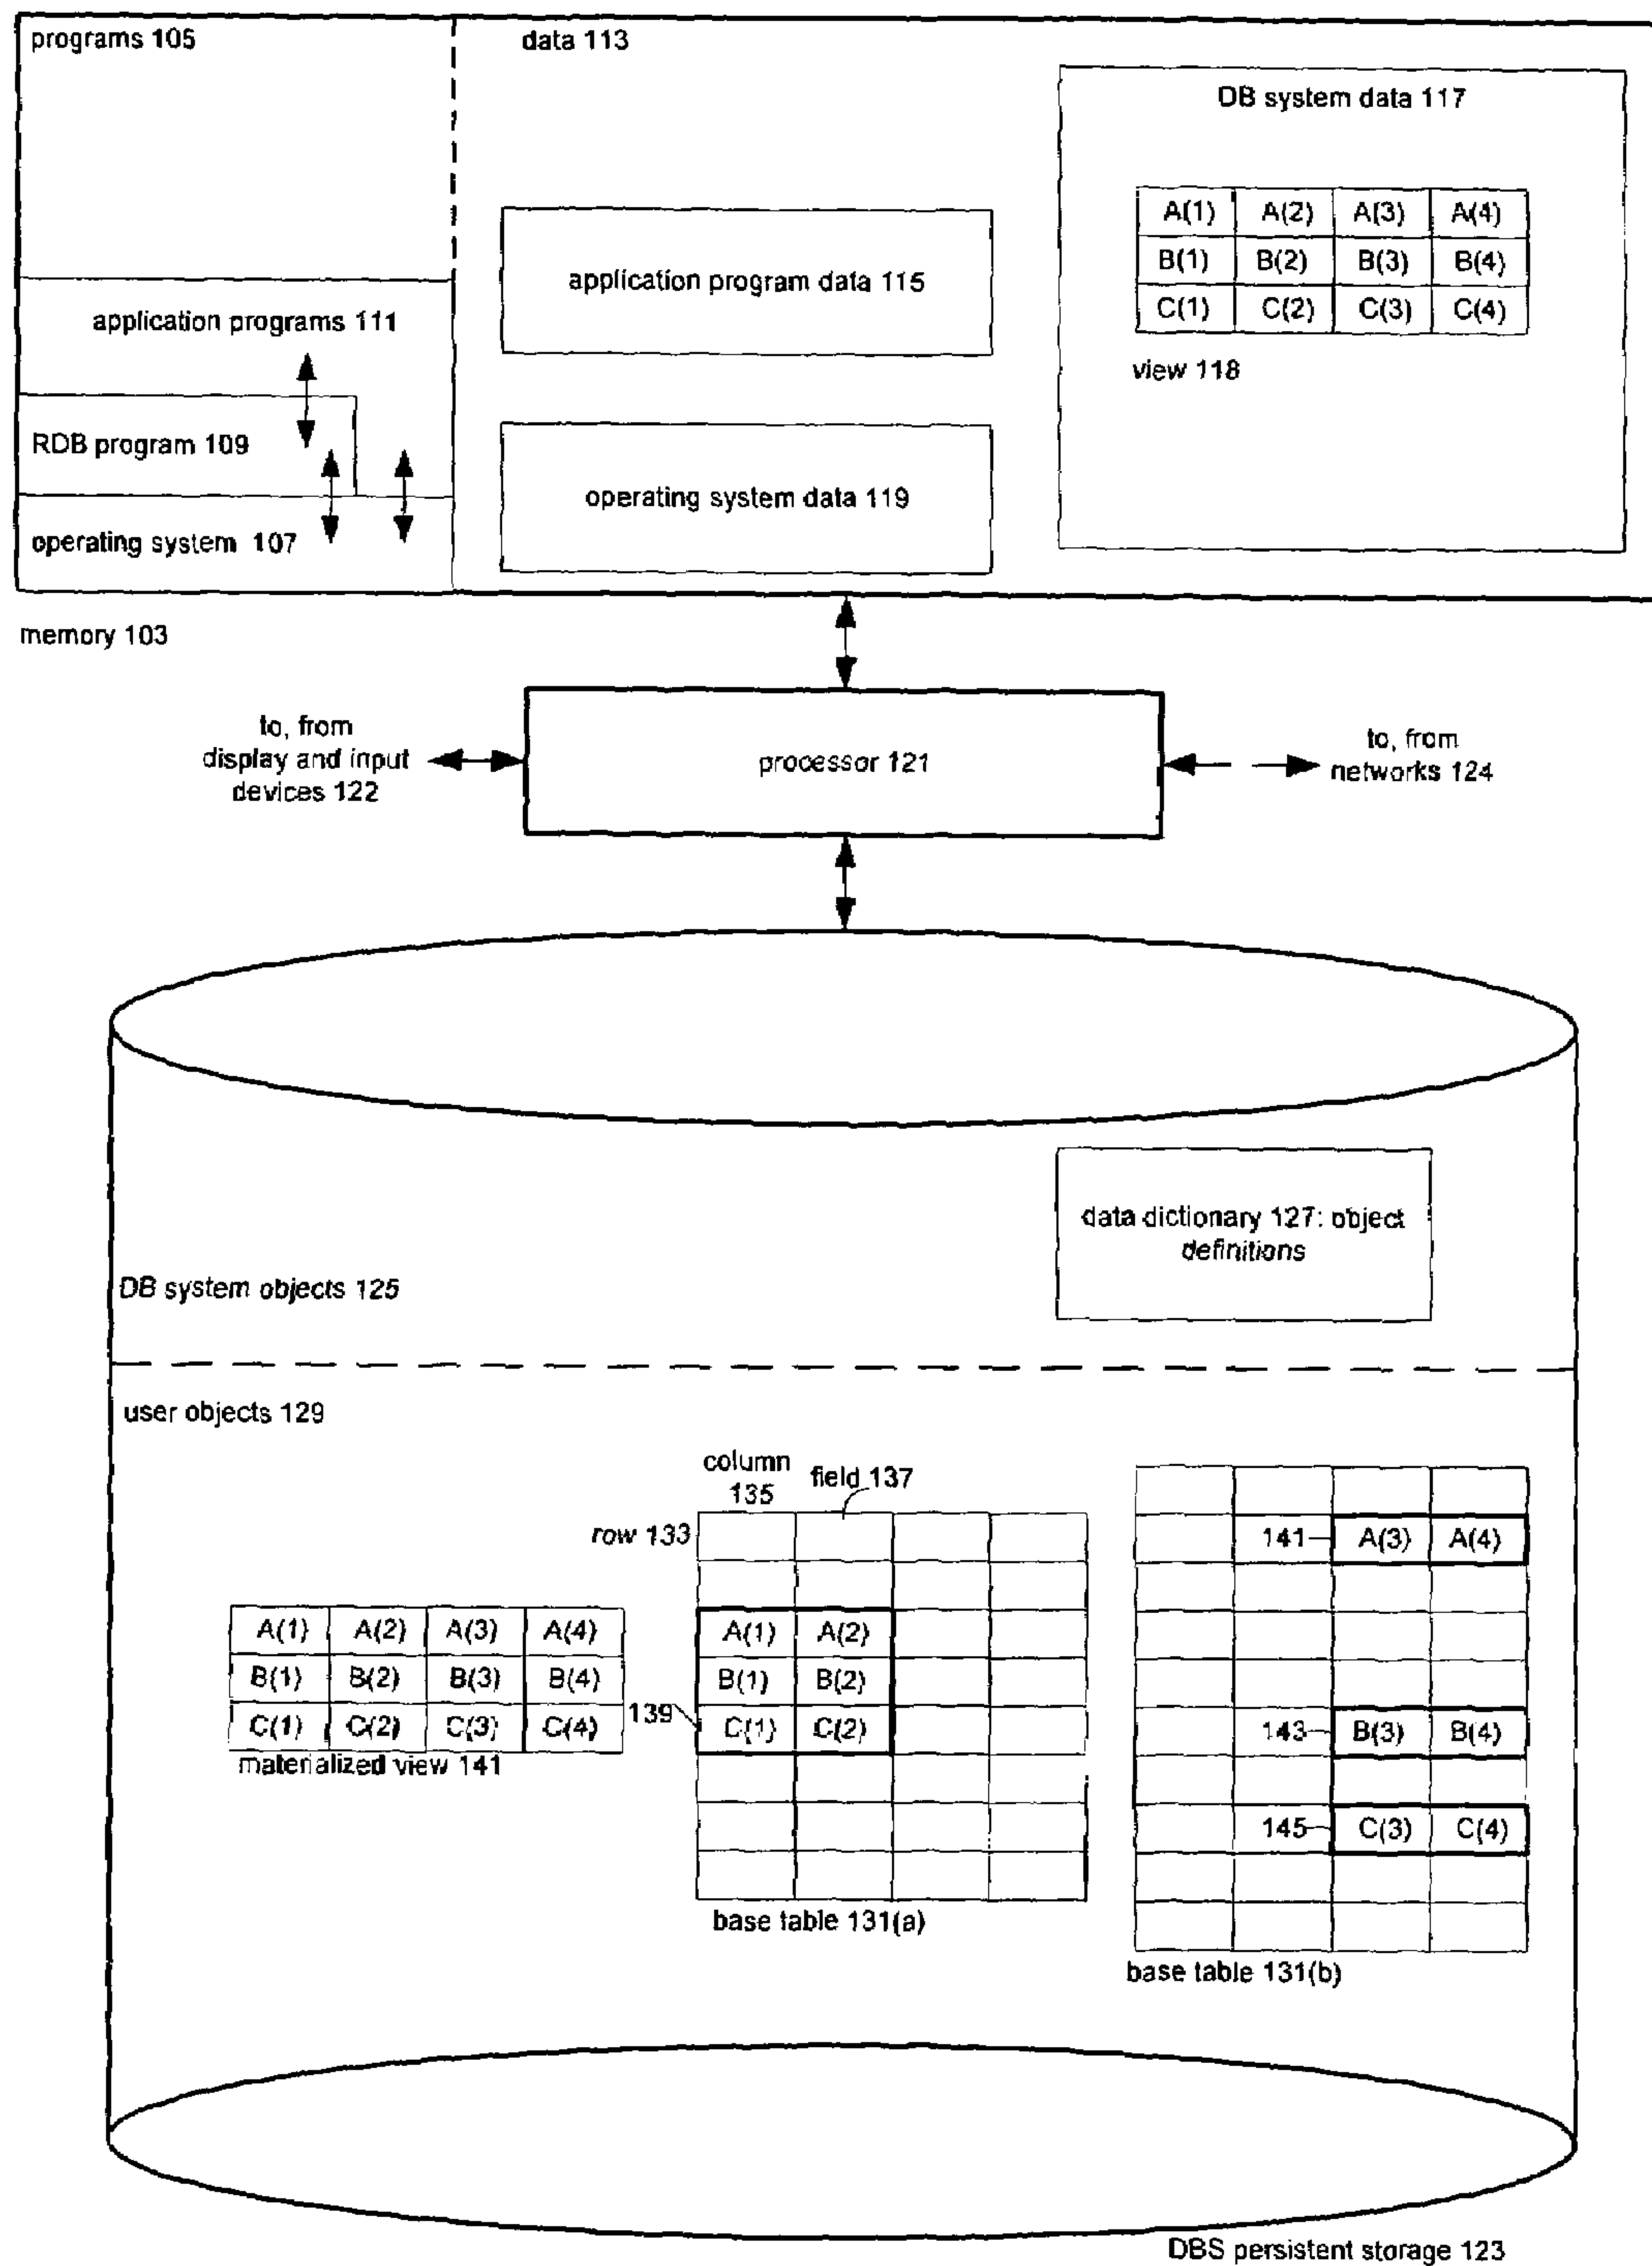 programs 105
data 113
DB system data 117
A(1) A(2) A(3) A(4)
B(1) B(2) B(3) B(4)
C(1) C(2) C(3) C(4)
view 118
application program data 115
application programs 111
RDB program 109
operating system data 119
operating system 107
memory 103
to, from
display and input
devices 122
processor 121
to, from
networks 124
data dictionary 127: object
definitions
DB system objects 125
user objects 129
column
135
field 137
row 133
A(1) A(2) A(3) A(4)
B(1) B(2) B(3) B(4)
C(1) C(2) C(3) C(4)
materialized view 141
A(1) A(2)
B(1) B(2)
139
C(1) C(2)
base table 131(a)
141 A(3) A(4)
143 B(3) B(4)
145 C(3) C(4)
base table 131(b)
DBS persistent storage 123